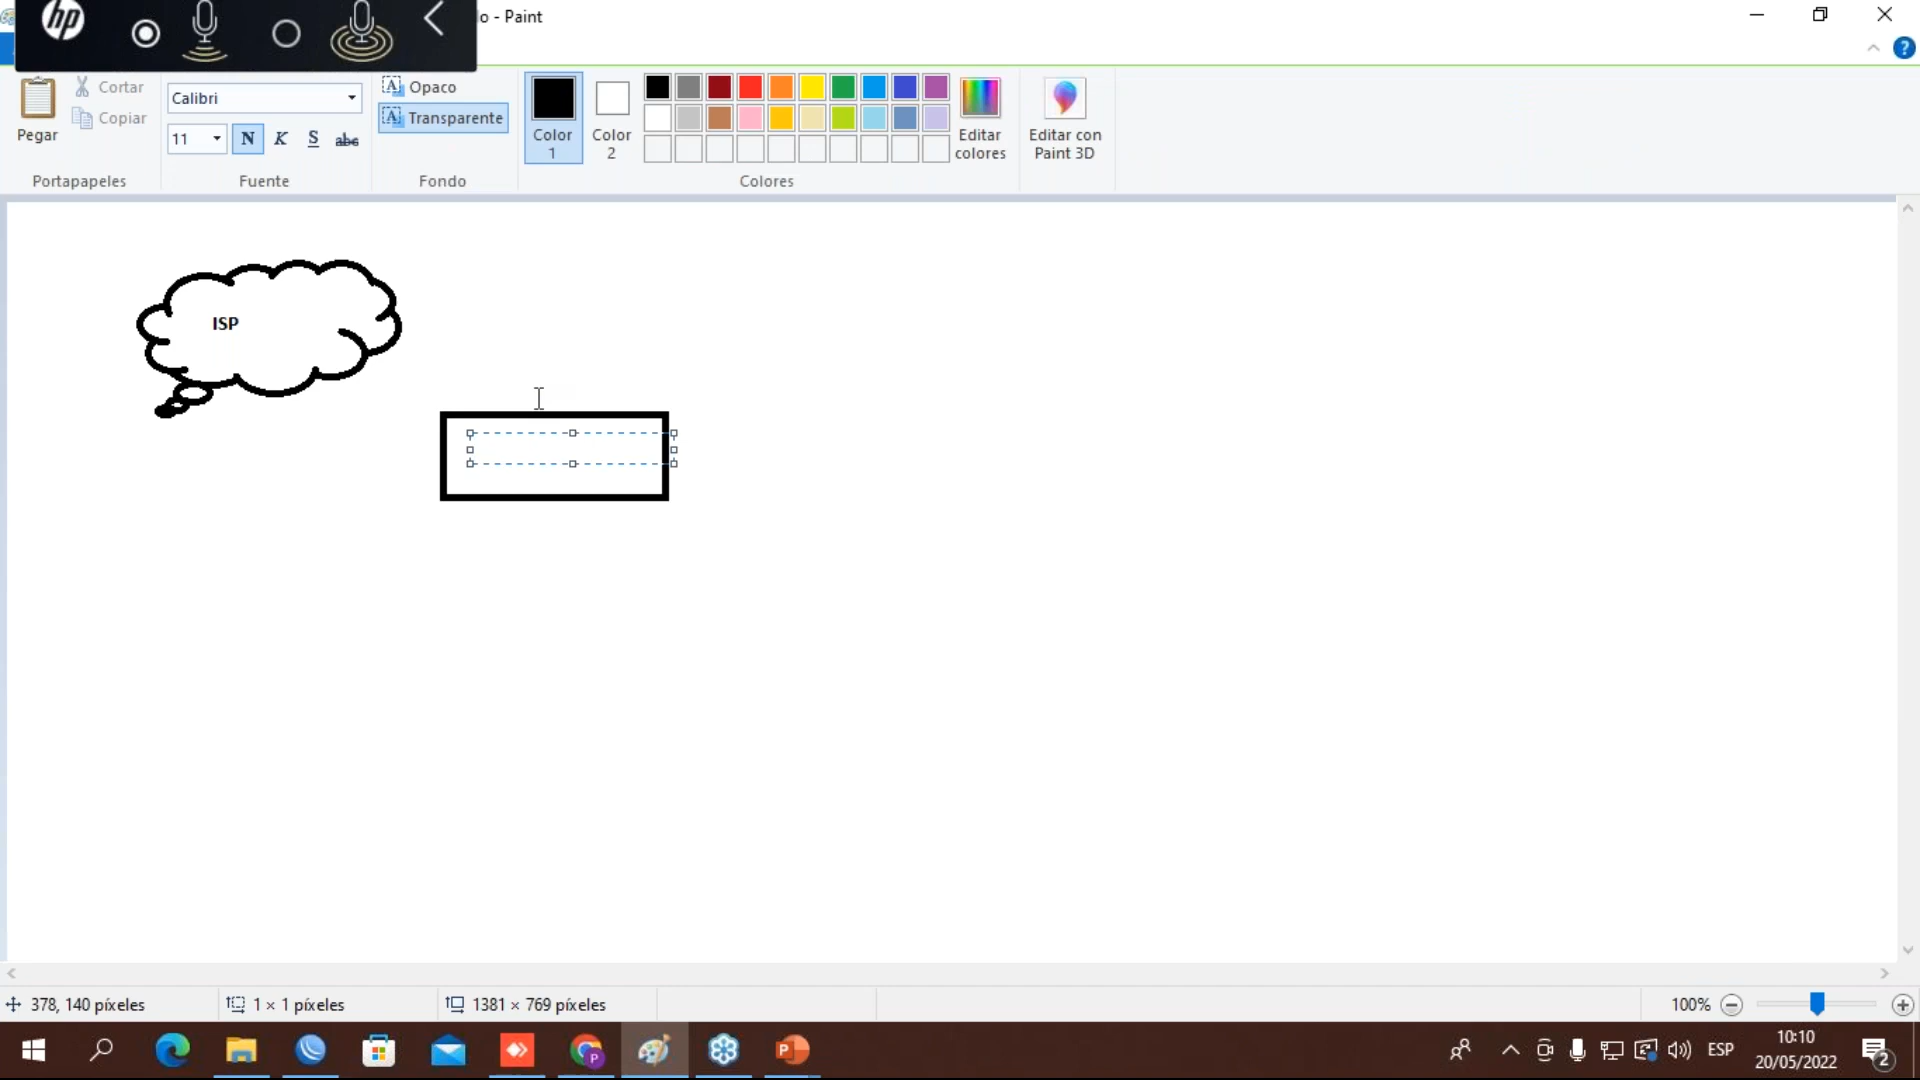 hp
lo - Paint
?
Pegar
Cortar
Copiar
Portapapeles
Calibri
11
N K S abc
Fuente
A Opaco
A Transparente
Fondo
Color
1
Color
2
Editar
colores
Colores
Editar con
Paint 3D
ISP
378, 140 píxeles
1 × 1 píxeles
1381 × 769 píxeles
100%
P
P
ESP
10:10
20/05/2022
2